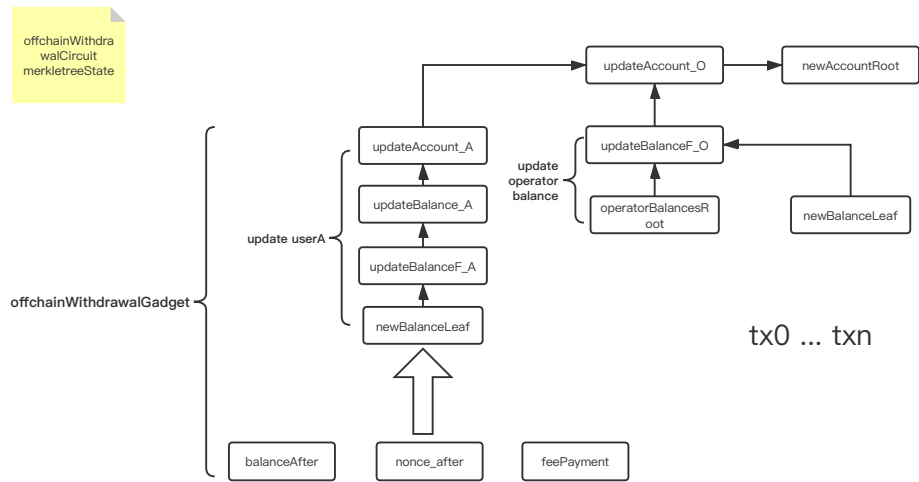 offchainWithdra
walCircuit
merkletreeState
updateAccount_O
newAccountRoot
updateAccount_A
updateBalanceF_O
update
operator
balance
updateBalance_A
operatorBalancesR
oot
newBalanceLeaf
update userA
updateBalanceF_A
offchainWithdrawalGadget
newBalanceLeaf
tx0 ... txn
balanceAfter
nonce_after
feePayment